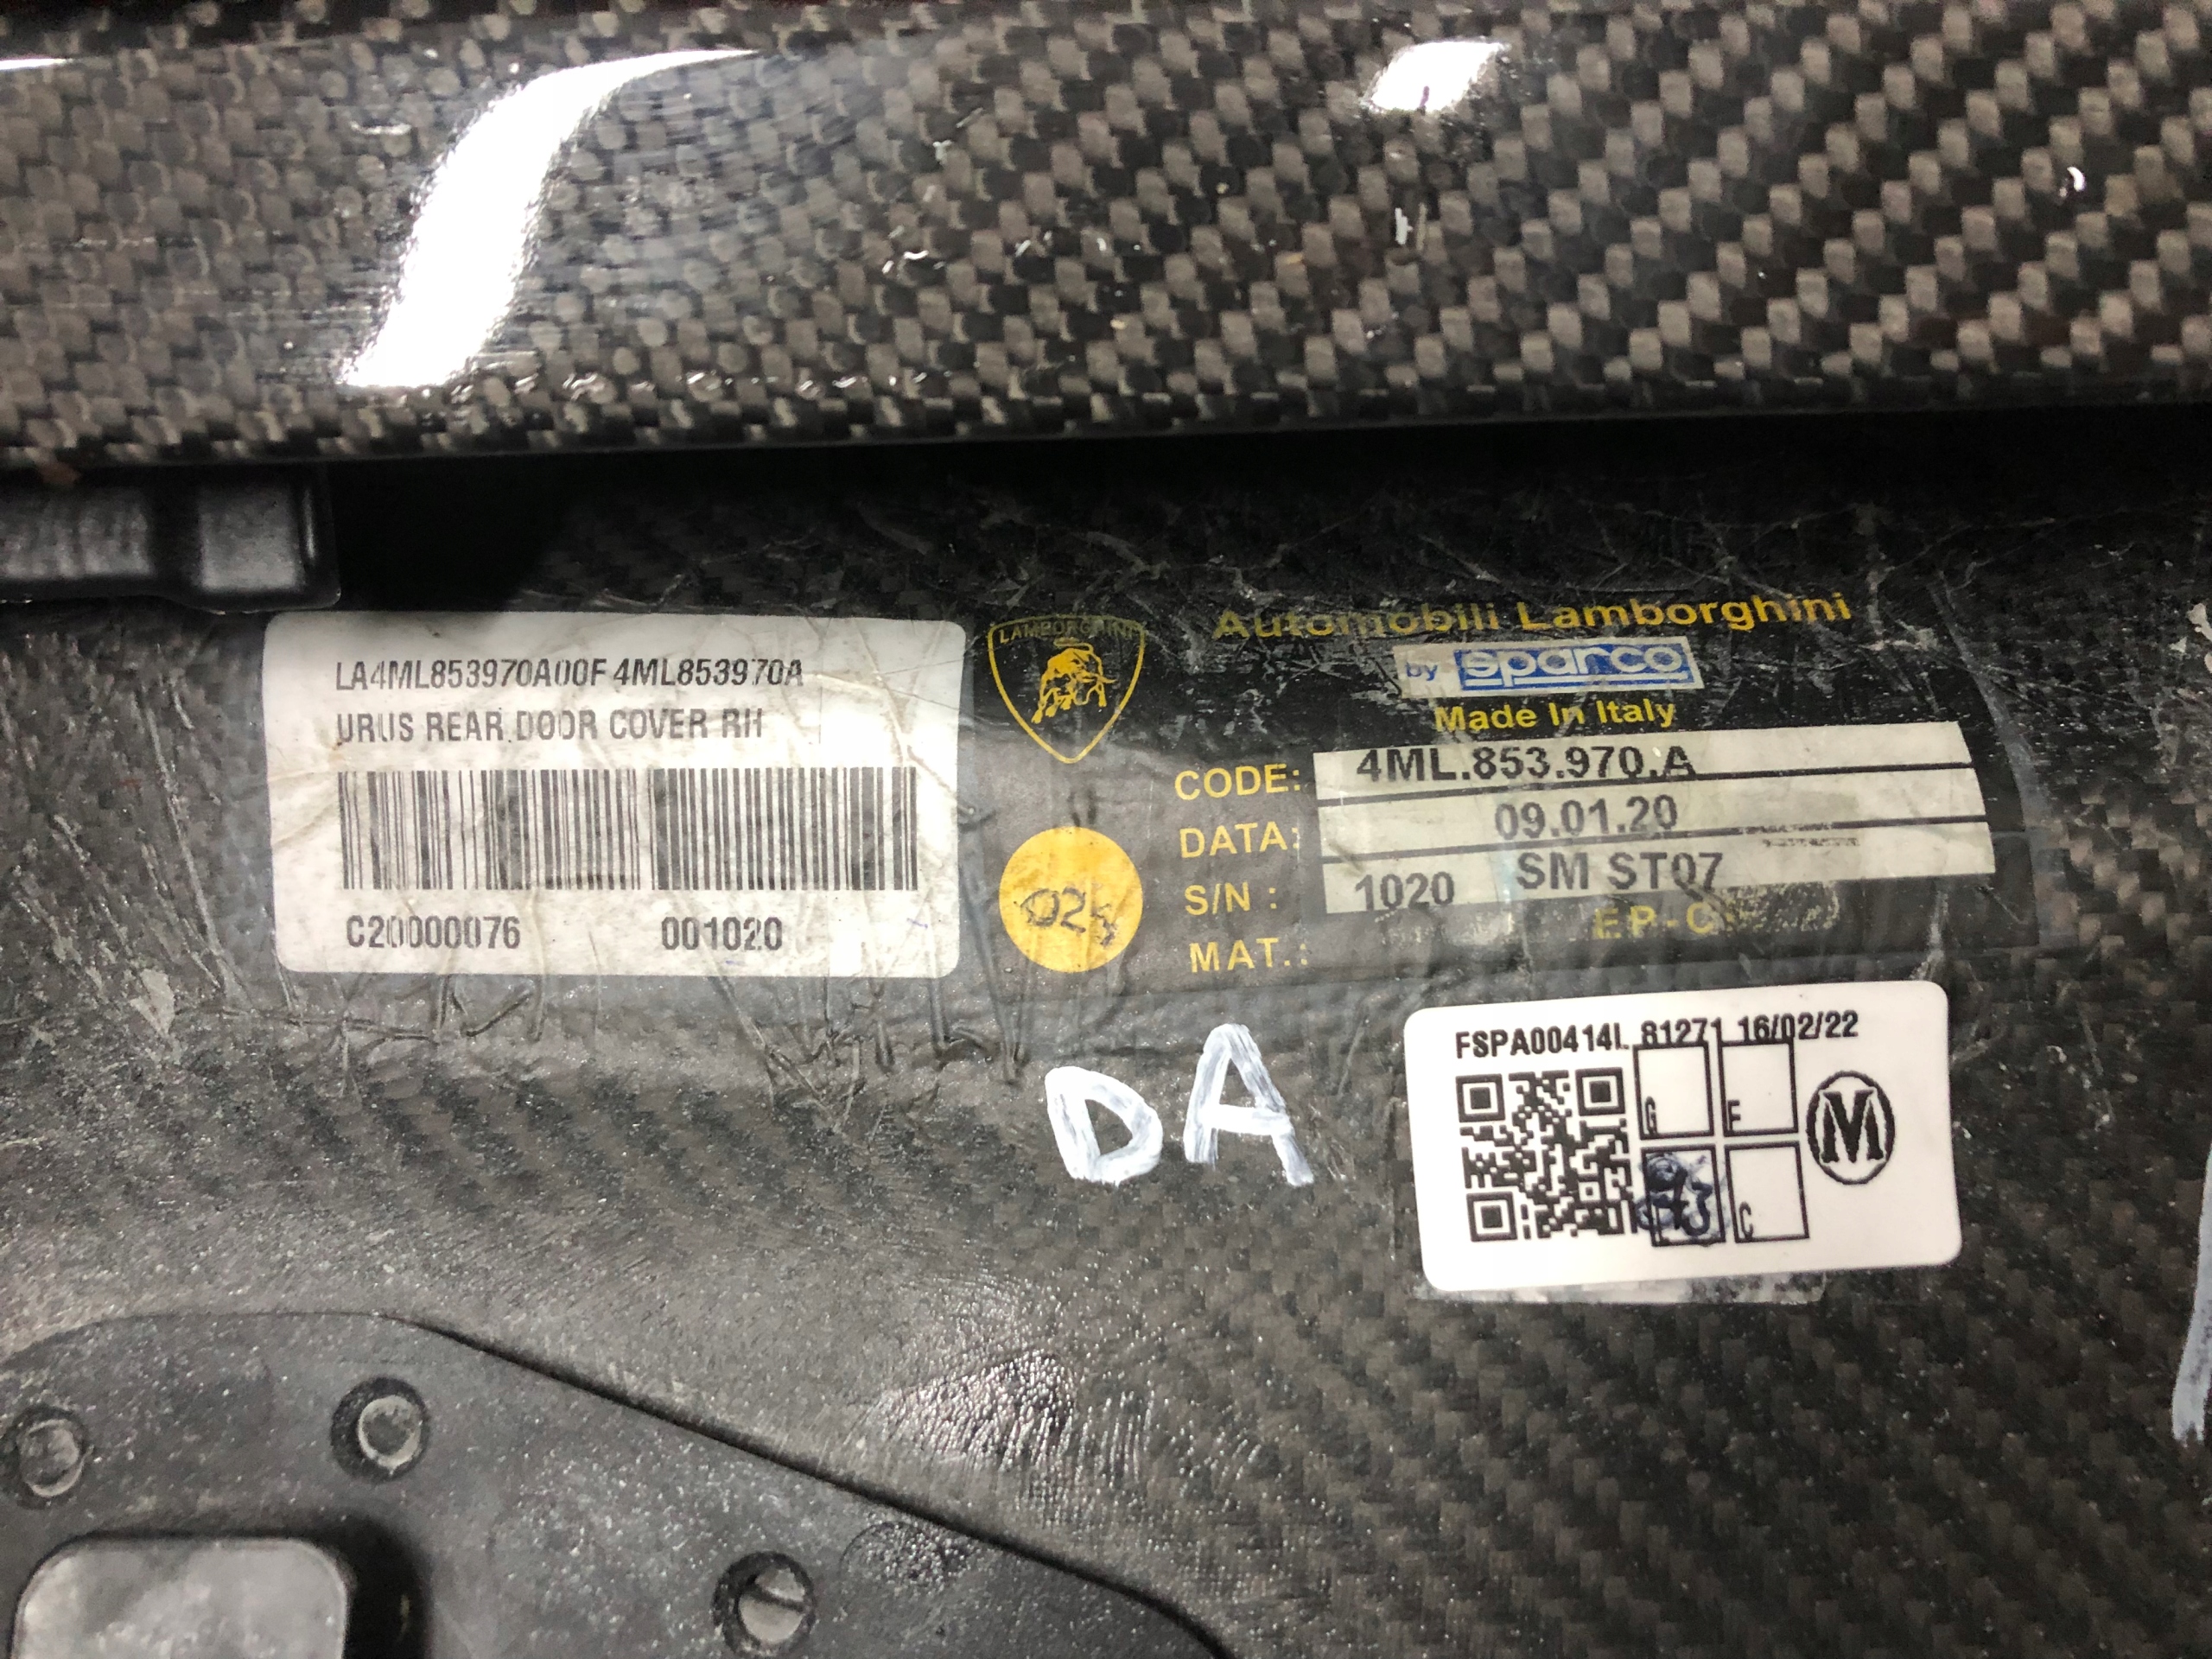 LA4ML853970A00F 4ML853970A
URUS REAR DOOR COVER RH
C20000076 001020
LAMBORGHINI
Automobili Lamborghini
by sparco
Made In Italy
CODE: 4ML.853.970.A
DATA: 09.01.20
S/N : 1020 SM ST07
MAT.: EP-C
DA
FSPA00414L 81271 16/02/22
G F
C
M